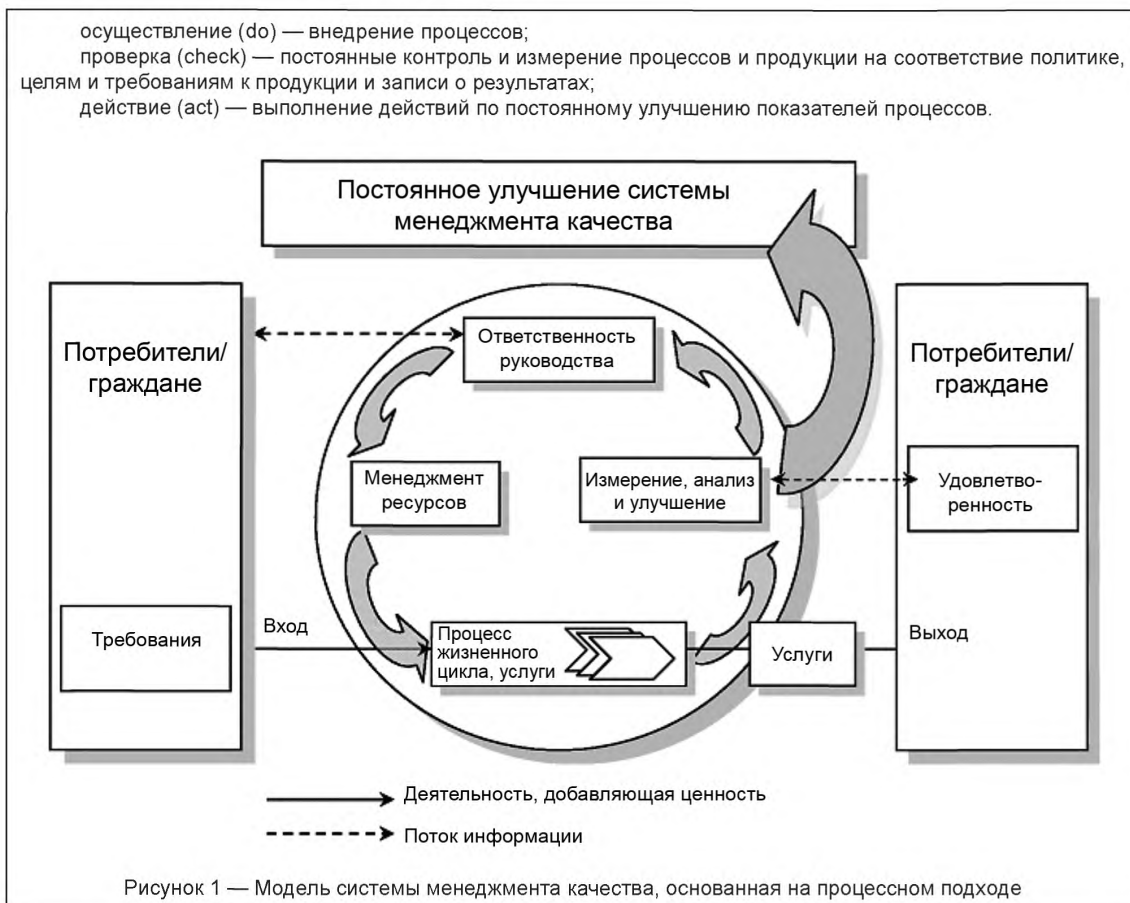 осуществление (do) — внедрение процессов;
проверка (check) — постоянные контроль и измерение процессов и продукции на соответствие политике,
целям и требованиям к продукции и записи о результатах;
действие (act) — выполнение действий по постоянному улучшению показателей процессов.
Постоянное улучшение системы
менеджмента качества
Потребители/
граждане
Ответственность
руководства
Потребители/
граждане
Менеджмент
ресурсов
Измерение, анализ
и улучшение
Удовлетво-
ренность
Требования
Вход
Процесс
жизненного
цикла, услуги
Услуги
Выход
Деятельность, добавляющая ценность
Поток информации
Рисунок 1 — Модель системы менеджмента качества, основанная на процессном подходе